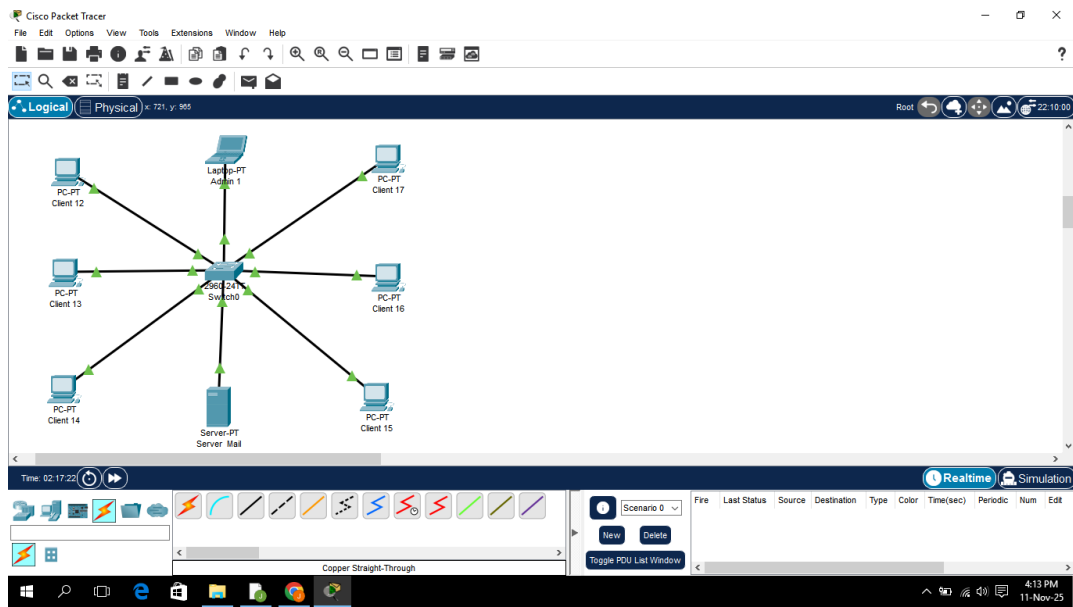 Cisco Packet Tracer
File Edit Options View Tools Extensions Window Help
?
Logical Physical x: 721, y: 965 Root 22:10:00
Laptop-PT
Admin 1
PC-PT
Client 12
PC-PT
Client 17
2960-24TT
Switch0
PC-PT
Client 13
PC-PT
Client 16
PC-PT
Client 14
Server-PT
Server Mail
PC-PT
Client 15
Time: 02:17:22 Realtime Simulation
Scenario 0
New Delete
Toggle PDU List Window
Fire Last Status Source Destination Type Color Time(sec) Periodic Num Edit
Copper Straight-Through
4:13 PM
11-Nov-25